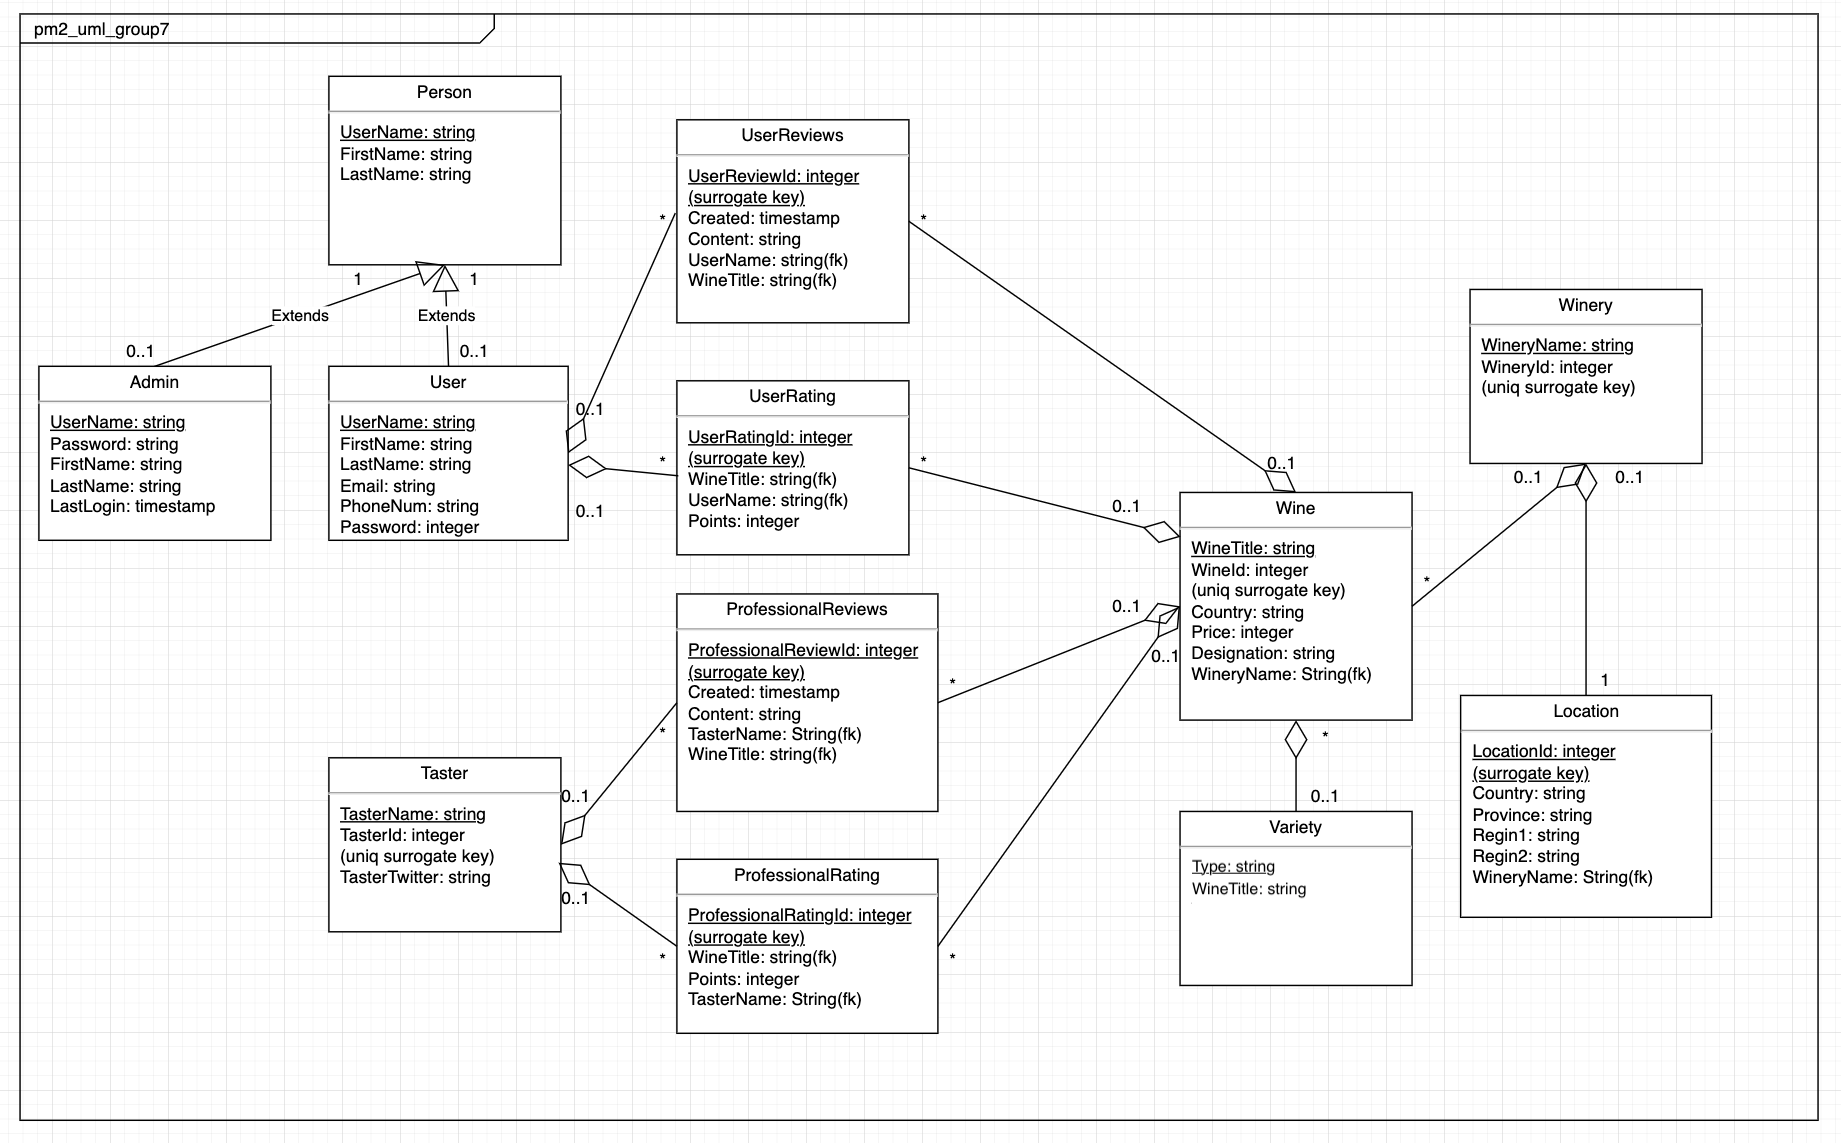 pm2_uml_group7
Person
UserName: string
FirstName: string
LastName: string
1
1
Extends
Extends
0..1
0..1
Admin
UserName: string
Password: string
FirstName: string
LastName: string
LastLogin: timestamp
User
UserName: string
FirstName: string
LastName: string
Email: string
PhoneNum: string
Password: integer
0..1
0..1
*
*
UserReviews
UserReviewId: integer
(surrogate key)
Created: timestamp
Content: string
UserName: string(fk)
WineTitle: string(fk)
*
UserRating
UserRatingId: integer
(surrogate key)
WineTitle: string(fk)
UserName: string(fk)
Points: integer
*
ProfessionalReviews
ProfessionalReviewId: integer
(surrogate key)
Created: timestamp
Content: string
TasterName: String(fk)
WineTitle: string(fk)
*
*
Taster
TasterName: string
TasterId: integer
(uniq surrogate key)
TasterTwitter: string
0..1
0..1
ProfessionalRating
ProfessionalRatingId: integer
(surrogate key)
WineTitle: string(fk)
Points: integer
TasterName: String(fk)
*
*
0..1
0..1
0..1
0..1
Wine
WineTitle: string
WineId: integer
(uniq surrogate key)
Country: string
Price: integer
Designation: string
WineryName: String(fk)
*
*
0..1
Variety
Type: string
WineTitle: string
Winery
WineryName: string
WineryId: integer
(uniq surrogate key)
0..1
0..1
1
Location
LocationId: integer
(surrogate key)
Country: string
Province: string
Regin1: string
Regin2: string
WineryName: String(fk)